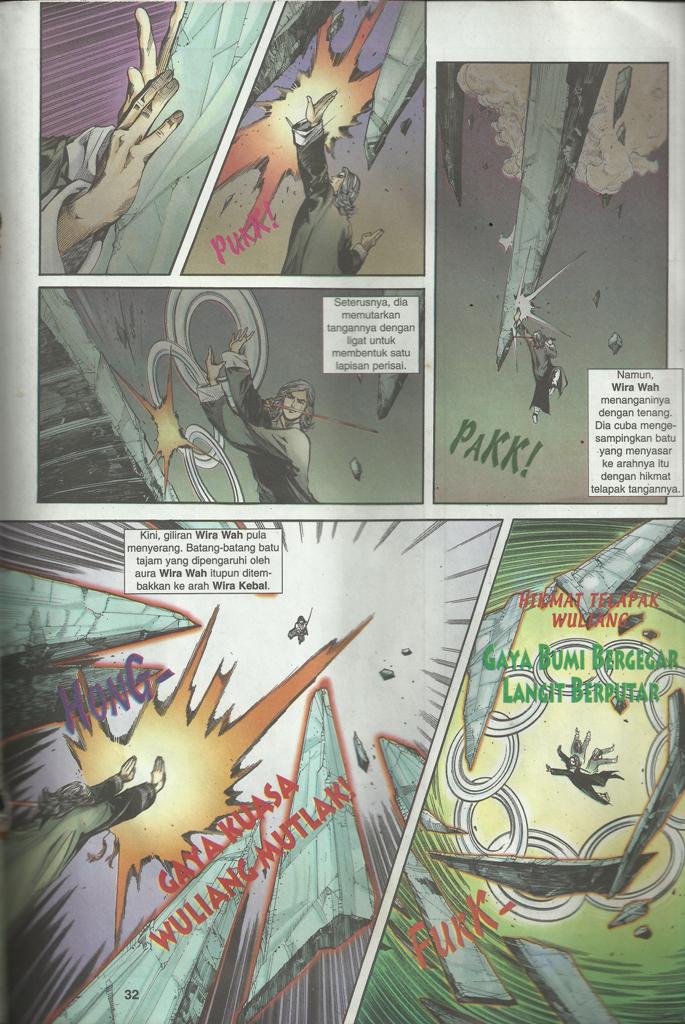 PUKK!
Namun,
Wira Wah
menanganinya
dengan tenang.
Dia cuba menge-
sampingkan batu
yang menyasar
ke arahnya itu
dengan hikmat
telapak tangannya.
PAKK!
Seterusnya, dia
memutarkan
tangannya dengan
ligat untuk
membentuk satu
lapisan perisai.
Kini, giliran Wira Wah pula
menyerang. Batang-batang batu
tajam yang dipengaruhi oleh
aura Wira Wah itupun ditem-
bakkan ke arah Wira Kebal.
HONG-
GAYA KUASA
WULIANG MUTLAK!
HIKMAT TELAPAK
WULIANG
GAYA BUMI BERGEGAR
LANGIT BERPUTAR
FUKK-
32